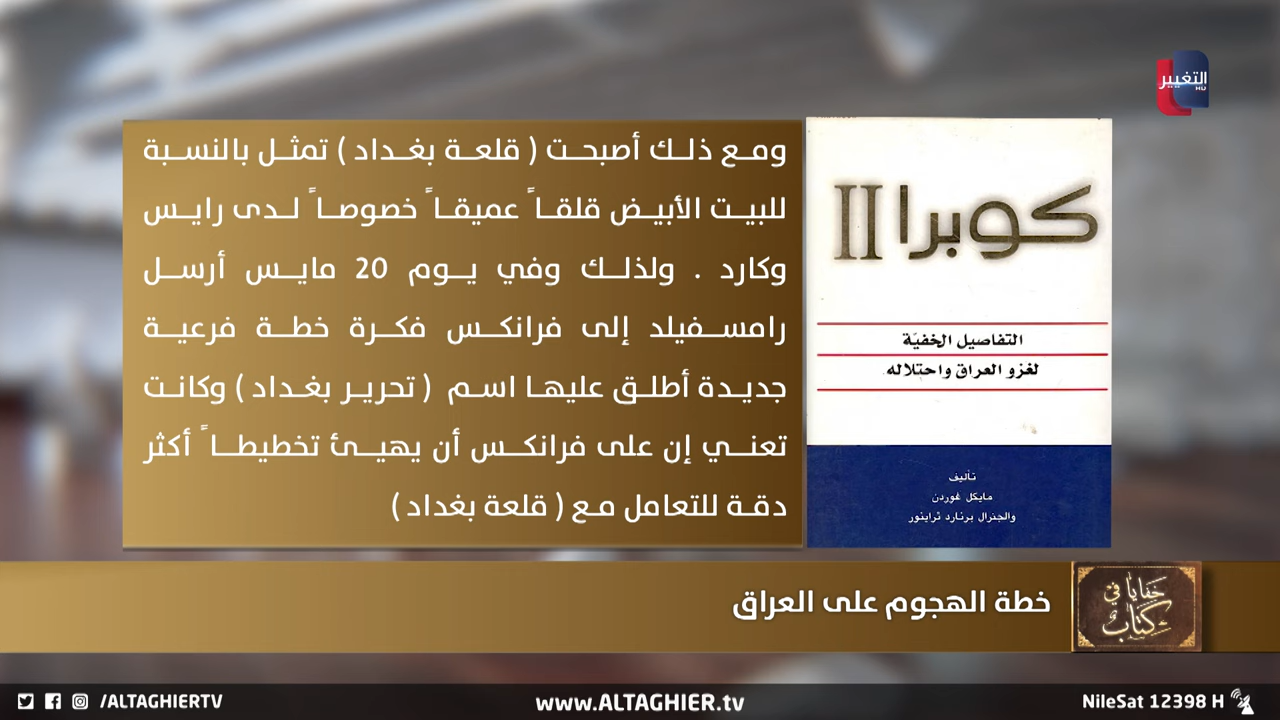 التغيير
HU
ومع ذلك أصبحت ( قلعة بغداد ) تمثل بالنسبة
للبيت الأبيض قلقاً عميقاً خصوصاً لدى رايس
وكارد . ولذلك وفي يوم 20 مايس أرسل
رامسفيلد إلى فرانكس فكرة خطة فرعية
جديدة أطلق عليها اسم ( تحرير بغداد ) وكانت
تعني إن على فرانكس أن يهيئ تخطيطاً أكثر
دقة للتعامل مع ( قلعة بغداد )
كوبرا II
التفاصيل الخفيّة
لغزو العراق واحتلاله
تأليف
مايكل غوردن
والجنرال برنارد تراينور
خفايا في
كتاب
خطة الهجوم على العراق
/ALTAGHIERTV
www.ALTAGHIER.tv
NileSat 12398 H